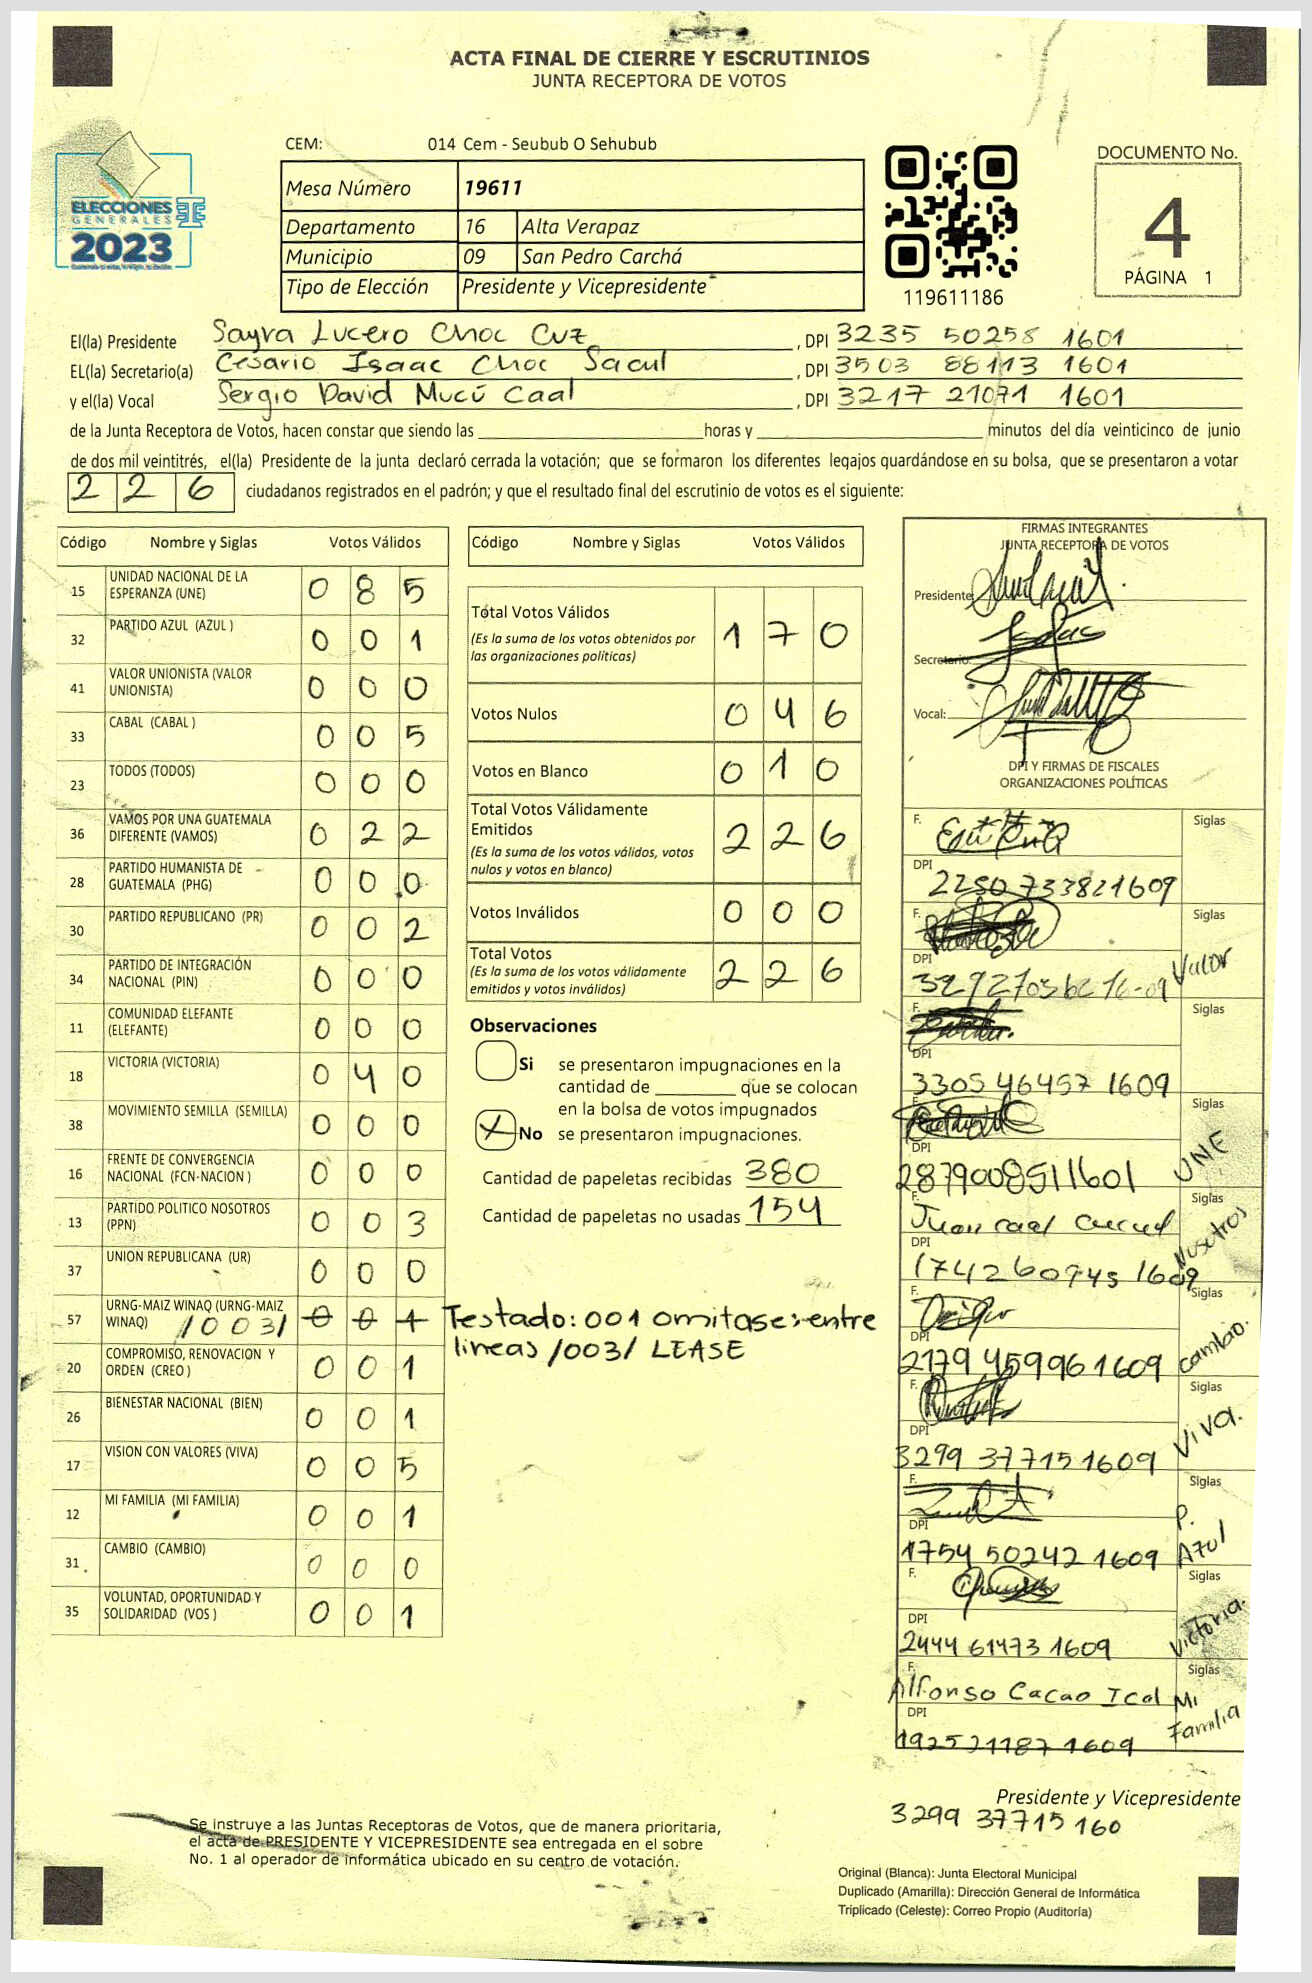 ACTA FINAL DE CIERRE Y ESCRUTINIOS
JUNTA RECEPTORA DE VOTOS
CEM: 014 Cem - Seubub O Sehubub
ELECCIONES
GENERALES
2023
Mesa Número 19611
Departamento 16 Alta Verapaz
Municipio 09 San Pedro Carchá
Tipo de Elección Presidente y Vicepresidente
119611186
DOCUMENTO No.
4
PÁGINA 1
El(la) Presidente Sayra Lucero Choc Cuz, DPI 3235 50258 1601
EL(la) Secretario(a) Cesario Isaac Choc Sacul, DPI 3503 88113 1601
y el(la) Vocal Sergio David Mucú Caal, DPI 3217 21071 1601
de la Junta Receptora de Votos, hacen constar que siendo las ____ horas y ____ minutos del día veinticinco de junio
de dos mil veintitrés, el(la) Presidente de la junta declaró cerrada la votación; que se formaron los diferentes legajos quardándose en su bolsa, que se presentaron a votar
2 2 6 ciudadanos registrados en el padrón; y que el resultado final del escrutinio de votos es el siguiente:
Código Nombre y Siglas Votos Válidos
15 UNIDAD NACIONAL DE LA ESPERANZA (UNE) 0 8 5
32 PARTIDO AZUL (AZUL ) 0 0 1
41 VALOR UNIONISTA (VALOR UNIONISTA) 0 0 0
33 CABAL (CABAL ) 0 0 5
23 TODOS (TODOS) 0 0 0
36 VAMOS POR UNA GUATEMALA DIFERENTE (VAMOS) 0 2 2
28 PARTIDO HUMANISTA DE GUATEMALA (PHG) 0 0 0
30 PARTIDO REPUBLICANO (PR) 0 0 2
34 PARTIDO DE INTEGRACIÓN NACIONAL (PIN) 0 0 0
11 COMUNIDAD ELEFANTE (ELEFANTE) 0 0 0
18 VICTORIA (VICTORIA) 0 4 0
38 MOVIMIENTO SEMILLA (SEMILLA) 0 0 0
16 FRENTE DE CONVERGENCIA NACIONAL (FCN-NACION ) 0 0 0
13 PARTIDO POLITICO NOSOTROS (PPN) 0 0 3
37 UNION REPUBLICANA (UR) 0 0 0
57 URNG-MAIZ WINAQ (URNG-MAIZ WINAQ) /003/ 0 0 1
20 COMPROMISO, RENOVACION Y ORDEN (CREO ) 0 0 1
26 BIENESTAR NACIONAL (BIEN) 0 0 1
17 VISION CON VALORES (VIVA) 0 0 5
12 MI FAMILIA (MI FAMILIA) 0 0 1
31 CAMBIO (CAMBIO) 0 0 0
35 VOLUNTAD, OPORTUNIDAD Y SOLIDARIDAD (VOS ) 0 0 1
Código Nombre y Siglas Votos Válidos
Total Votos Válidos 1 7 0
(Es la suma de los votos obtenidos por
las organizaciones politicas)
Votos Nulos 0 4 6
Votos en Blanco 0 1 0
Total Votos Válidamente
Emitidos 2 2 6
(Es la suma de los votos válidos, votos
nulos y votos en blanco)
Votos Inválidos 0 0 0
Total Votos 2 2 6
(Es la suma de los votos válidamente
emitidos y votos inválidos)
Observaciones
Si se presentaron impugnaciones en la
cantidad de ____ que se colocan
en la bolsa de votos impugnados
X No se presentaron impugnaciones.
Cantidad de papeletas recibidas 380
Cantidad de papeletas no usadas 154
Testado: 001 omitase: entre
lineas /003/ LEASE
FIRMAS INTEGRANTES
JUNTA RECEPTORA DE VOTOS
Presidente:
Secretario:
Vocal:
DPI Y FIRMAS DE FISCALES
ORGANIZACIONES POLÍTICAS
F. Siglas
DPI 2250 73382 1609
F. Siglas Valor
DPI
F. Siglas
DPI 3305 46457 1609
F. Siglas UNE
DPI 2879008511601
F. Juan caal Siglas Nosotros
DPI 1742 60745 1609
F. Siglas cambio.
DPI 2179 45996 1609
F. Siglas VIVA.
DPI 3299 37715 1609
F. Siglas P. Azul
DPI 1754 50242 1609
F. Siglas Victoria.
DPI 2444 61473 1609
F. Alfonso Cacao Ical Siglas Mi Familia
DPI 1925 21187 1609
Presidente y Vicepresidente
3299 37715 160
Se instruye a las Juntas Receptoras de Votos, que de manera prioritaria,
el acta de PRESIDENTE Y VICEPRESIDENTE sea entregada en el sobre
No. 1 al operador de informática ubicado en su centro de votación.
Original (Blanca): Junta Electoral Municipal
Duplicado (Amarilla): Dirección General de Informática
Triplicado (Celeste): Correo Propio (Auditoría)